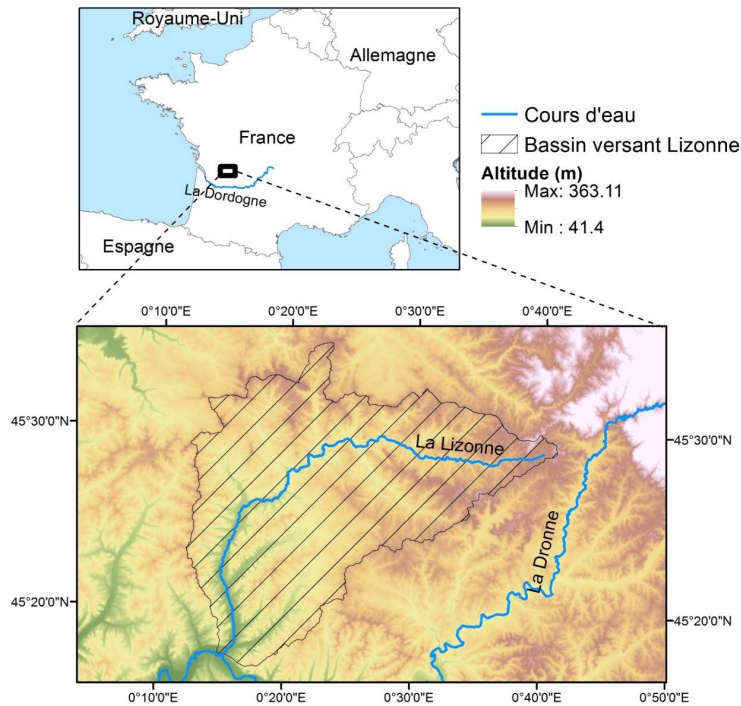 Royaume-Uni
Allemagne
France
La Dordogne
Espagne
Cours d'eau
Bassin versant Lizonne
Altitude (m)
Max: 363.11
Min : 41.4
0°10'0"E
0°20'0"E
0°30'0"E
0°40'0"E
45°30'0"N
45°30'0"N
La Lizonne
La Dronne
45°20'0"N
45°20'0"N
0°10'0"E
0°20'0"E
0°30'0"E
0°40'0"E
0°50'0"E